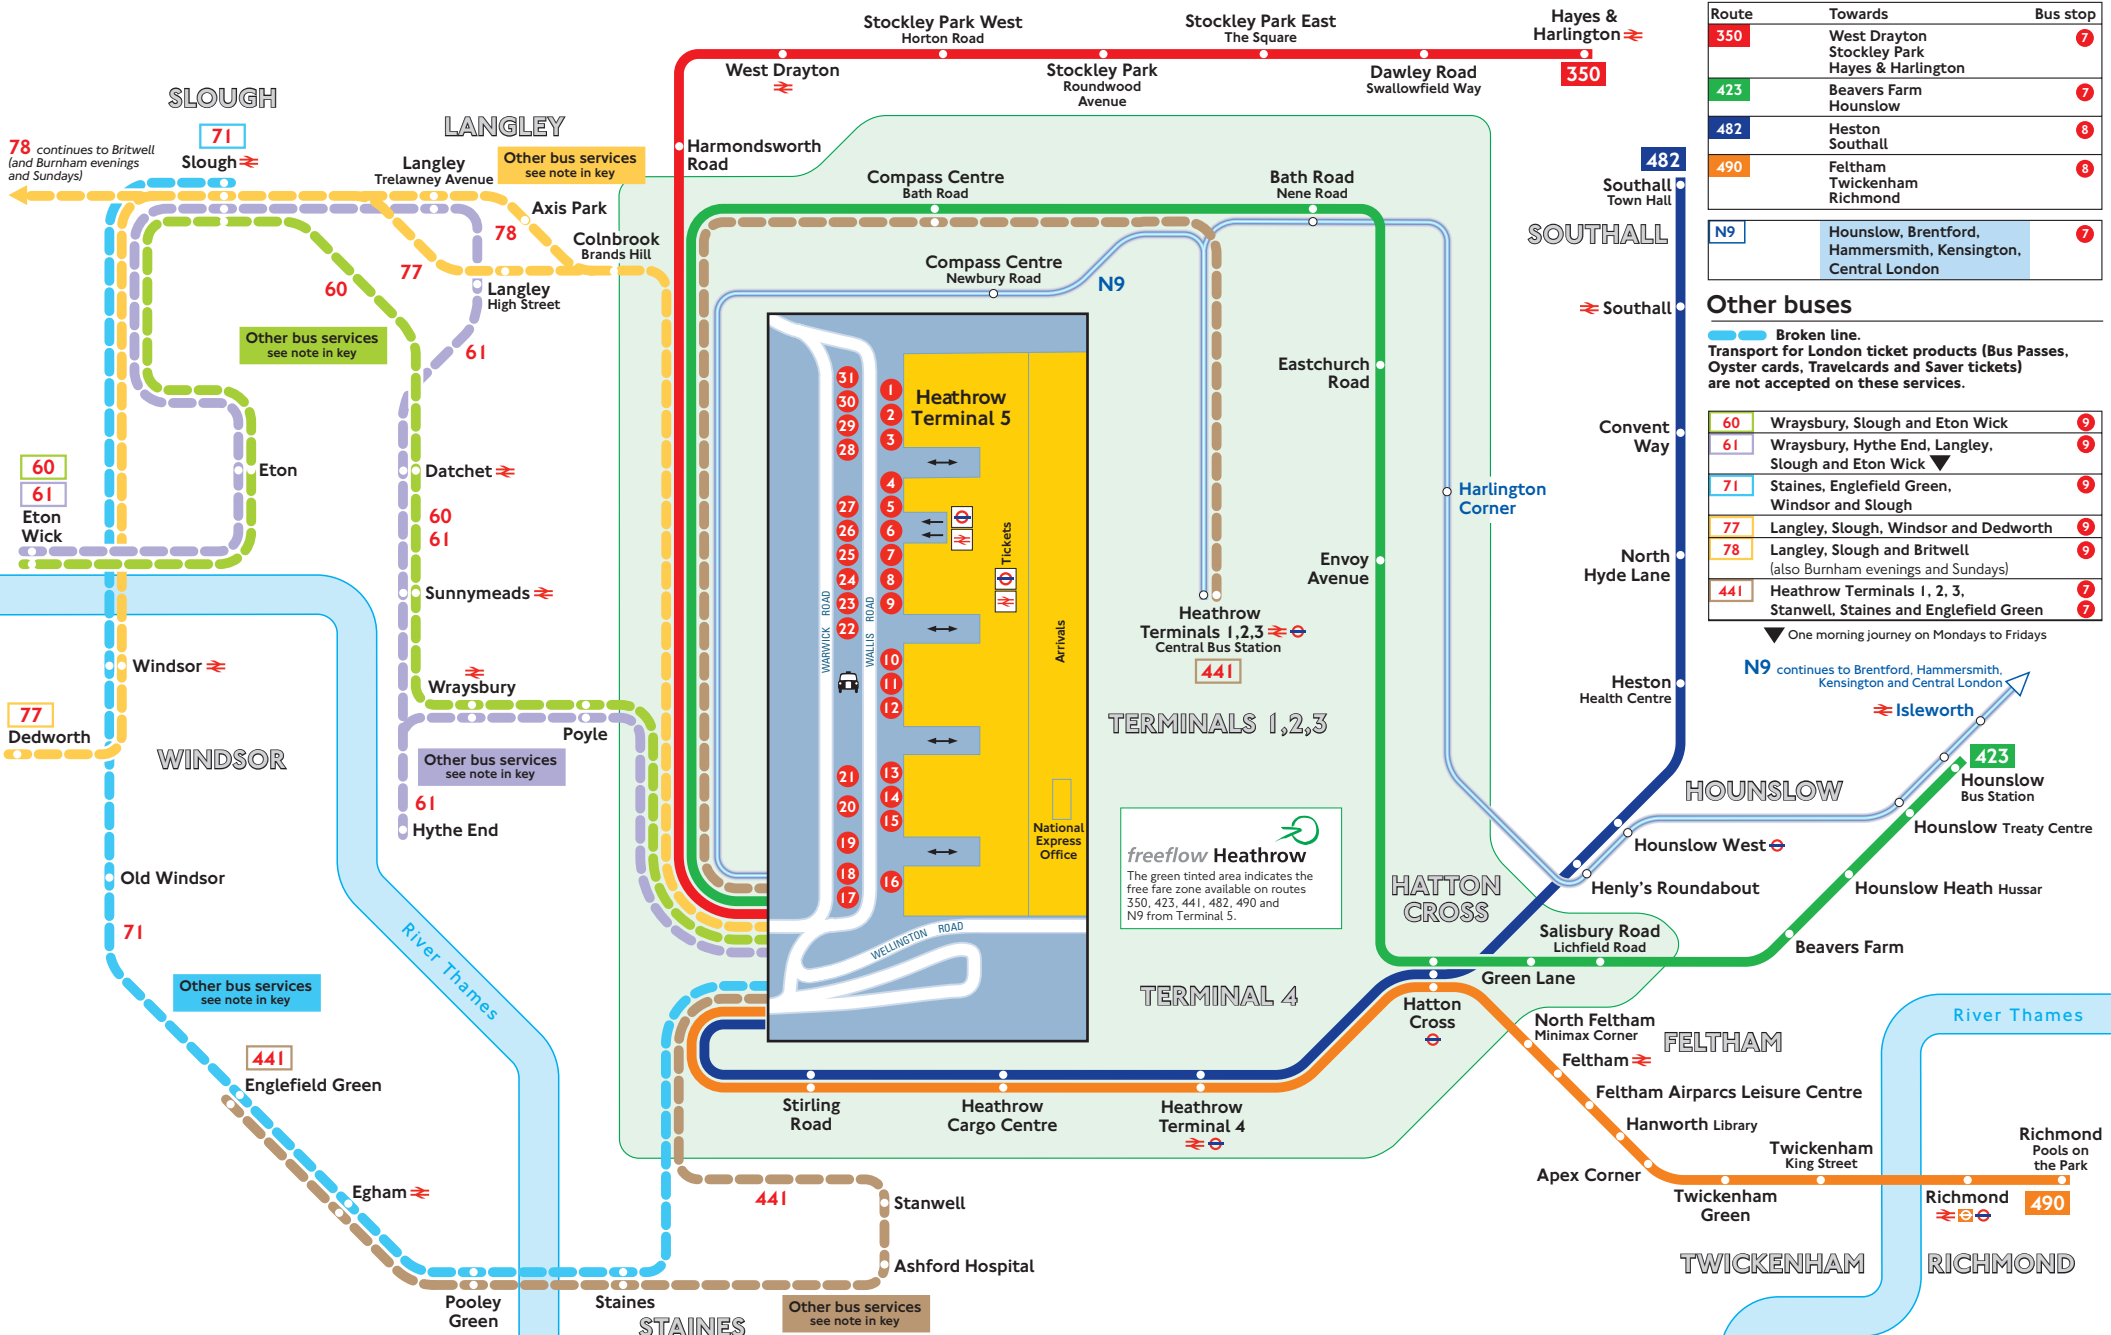 Stockley Park West
Horton Road
Stockley Park East
The Square
Hayes &
Harlington
350
West Drayton
Stockley Park
Roundwood
Avenue
Dawley Road
Swallowfield Way
Harmondsworth
Road
SLOUGH
71
Slough
78 continues to Britwell
(and Burnham evenings
and Sundays)
LANGLEY
Langley
Trelawney Avenue
Other bus services
see note in key
Axis Park
78
Colnbrook
Brands Hill
77
60
Langley
High Street
61
Other bus services
see note in key
60
61
Eton
Wick
Eton
Datchet
60
61
Sunnymeads
Windsor
77
Dedworth
WINDSOR
Wraysbury
Poyle
Other bus services
see note in key
61
Hythe End
Old Windsor
71
River Thames
Other bus services
see note in key
441
Englefield Green
Egham
Pooley
Green
Staines
STAINES
441
Stanwell
Ashford Hospital
Other bus services
see note in key
Compass Centre
Bath Road
Bath Road
Nene Road
Compass Centre
Newbury Road
N9
Eastchurch
Road
Harlington
Corner
Envoy
Avenue
Heathrow
Terminals 1,2,3
Central Bus Station
441
TERMINALS 1,2,3
Heathrow
Terminal 5
31
30
29
28
27
26
25
24
23
22
21
20
19
18
17
1
2
3
4
5
6
7
8
9
10
11
12
13
14
15
16
WARWICK ROAD
WALLIS ROAD
Tickets
Arrivals
National
Express
Office
WELLINGTON ROAD
freeflow Heathrow
The green tinted area indicates the
free fare zone available on routes
350, 423, 441, 482, 490 and
N9 from Terminal 5.
TERMINAL 4
HATTON
CROSS
Stirling
Road
Heathrow
Cargo Centre
Heathrow
Terminal 4
Hatton
Cross
Green Lane
Salisbury Road
Lichfield Road
Beavers Farm
Hounslow Heath Hussar
Hounslow Treaty Centre
423
Hounslow
Bus Station
HOUNSLOW
Hounslow West
Henly's Roundabout
Isleworth
N9 continues to Brentford, Hammersmith,
Kensington and Central London
482
Southall
Town Hall
SOUTHALL
Southall
Convent
Way
North
Hyde Lane
Heston
Health Centre
North Feltham
Minimax Corner
FELTHAM
Feltham
Feltham Airparcs Leisure Centre
Hanworth Library
Apex Corner
Twickenham
Green
Twickenham
King Street
Richmond
Richmond
Pools on
the Park
490
River Thames
TWICKENHAM
RICHMOND
Route Towards Bus stop
350 West Drayton 7
Stockley Park
Hayes & Harlington
423 Beavers Farm 7
Hounslow
482 Heston 8
Southall
490 Feltham 8
Twickenham
Richmond
N9 Hounslow, Brentford, 7
Hammersmith, Kensington,
Central London
Other buses
Broken line.
Transport for London ticket products (Bus Passes,
Oyster cards, Travelcards and Saver tickets)
are not accepted on these services.
60 Wraysbury, Slough and Eton Wick 9
61 Wraysbury, Hythe End, Langley, 9
Slough and Eton Wick
71 Staines, Englefield Green, 9
Windsor and Slough
77 Langley, Slough, Windsor and Dedworth 9
78 Langley, Slough and Britwell 9
(also Burnham evenings and Sundays)
441 Heathrow Terminals 1, 2, 3, 7
Stanwell, Staines and Englefield Green 7
One morning journey on Mondays to Fridays